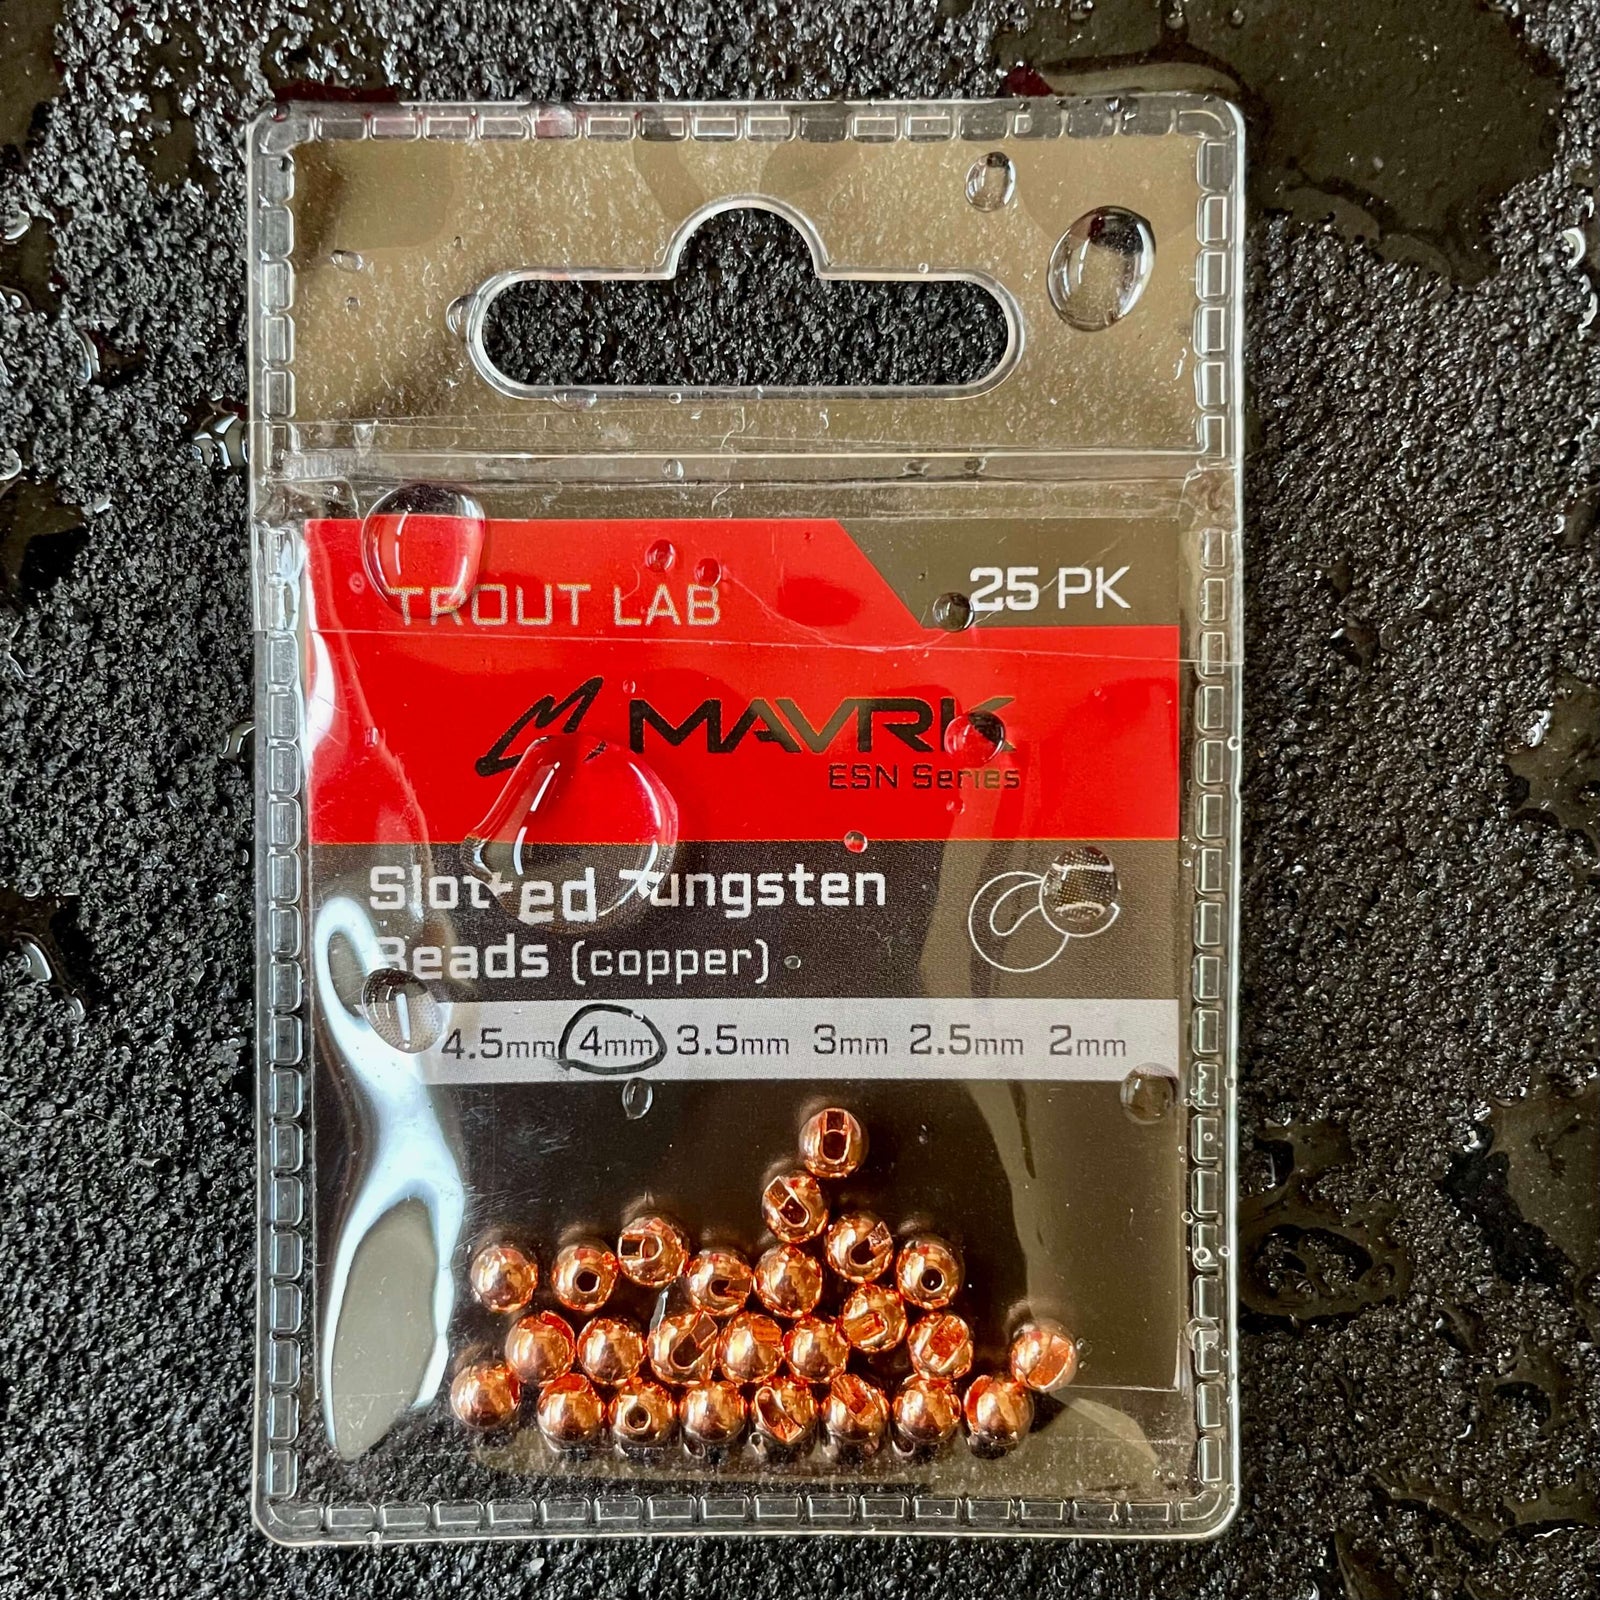 TROUT LAB
25 PK
MAVRK
ESN Series
Slotted Tungsten
Beads (copper)
4.5mm 4mm 3.5mm 3mm 2.5mm 2mm